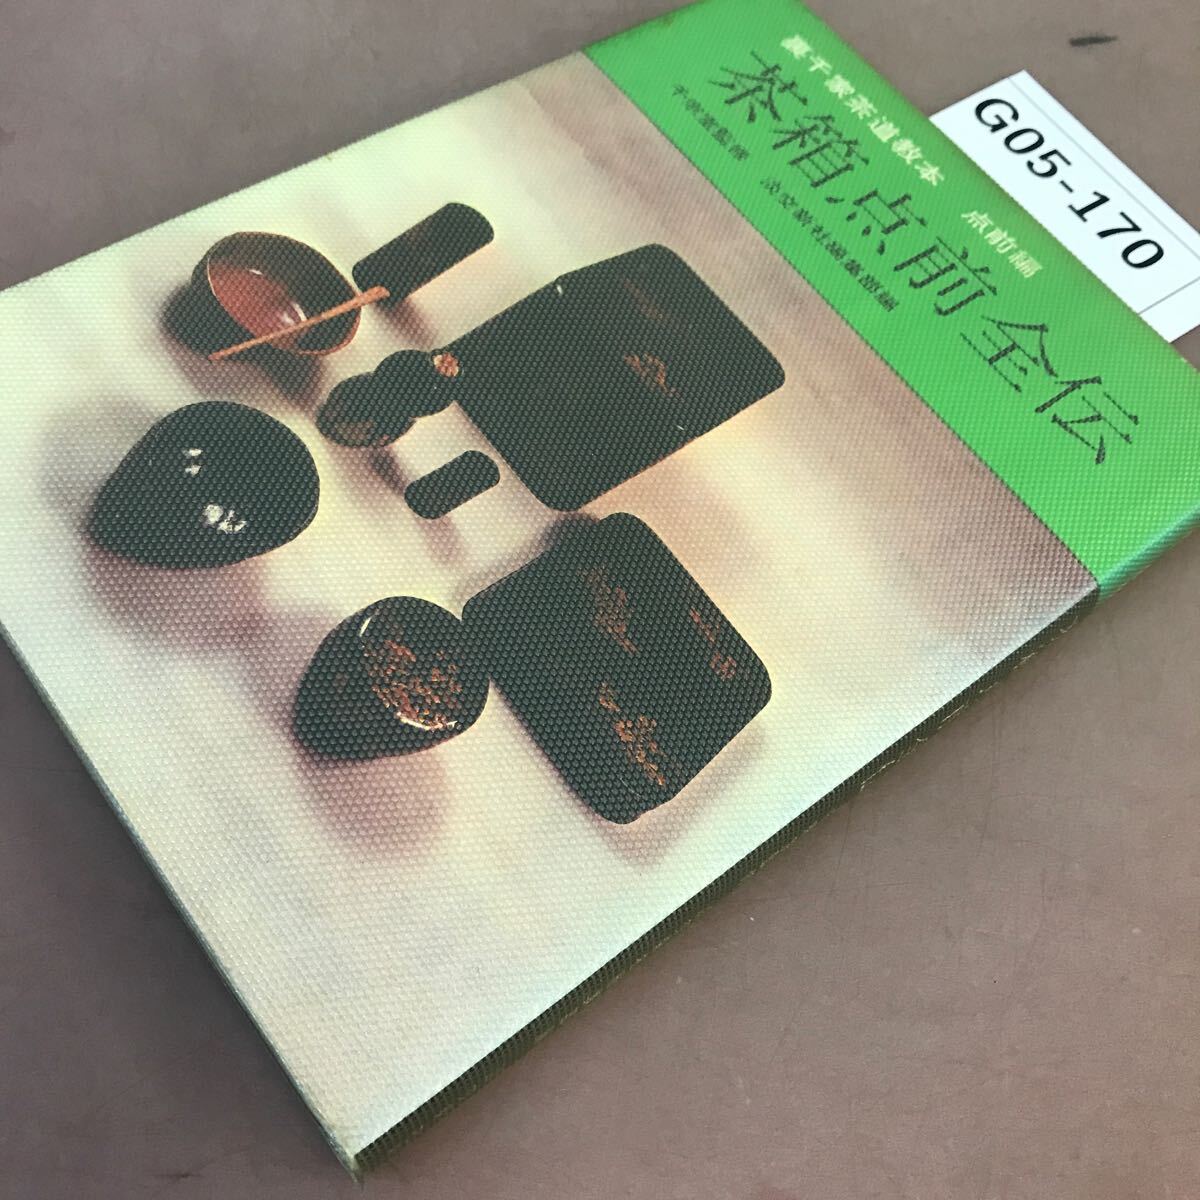 裏千家茶道教本 点前編
茶箱点前全伝
千宗室監修 淡交新社編集部編
G05-170